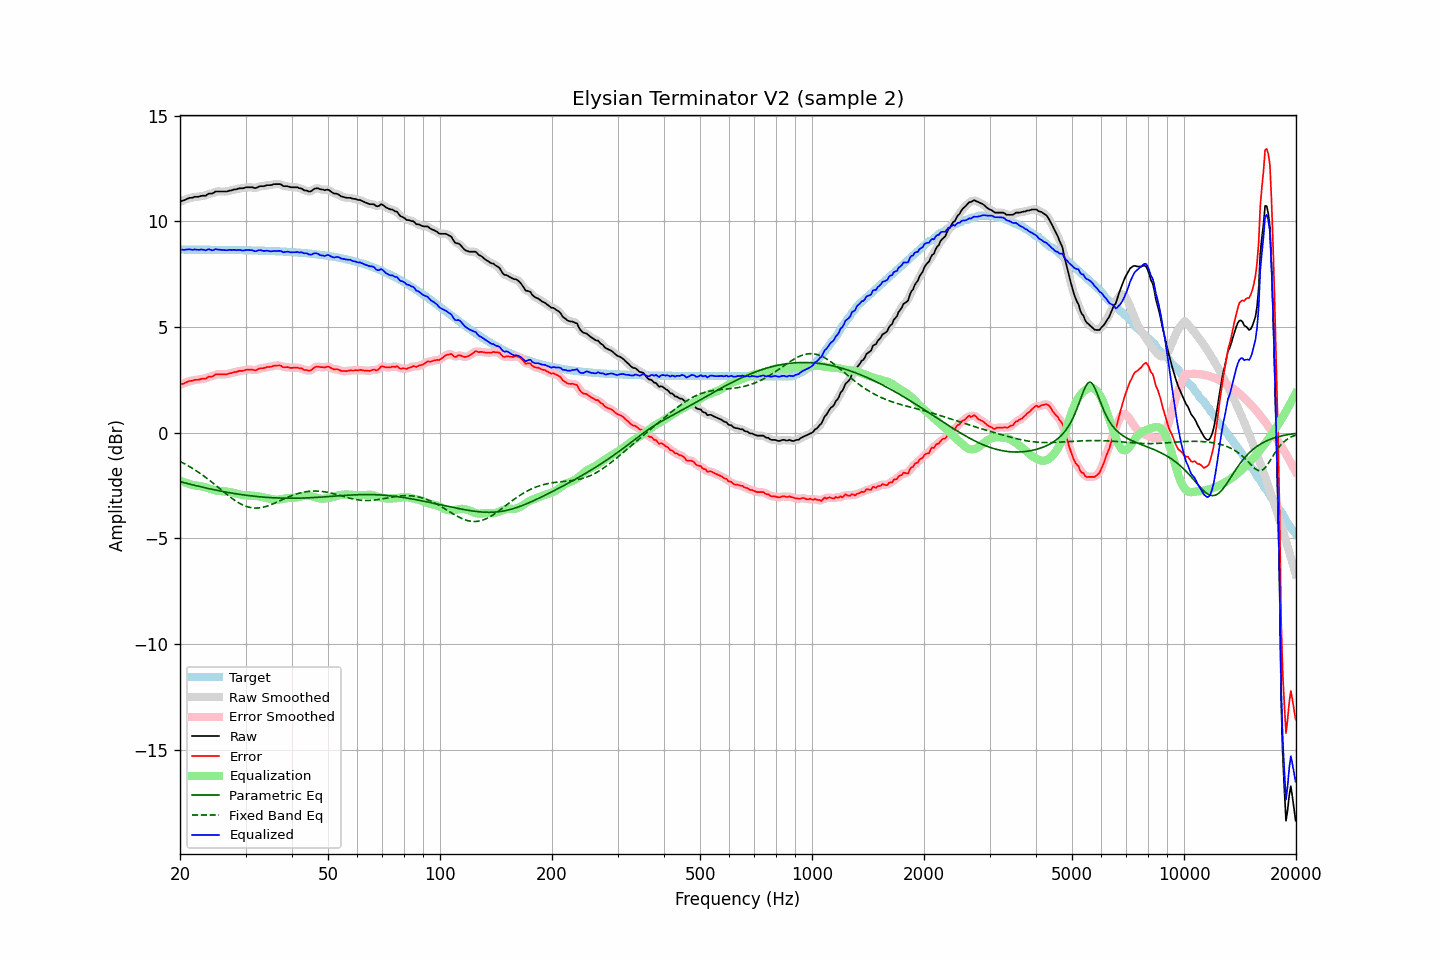 Elysian Terminator V2 (sample 2)
15
10
5
0
−5
−10
−15
Amplitude (dBr)
Target
Raw Smoothed
Error Smoothed
Raw
Error
Equalization
Parametric Eq
Fixed Band Eq
Equalized
20 50 100 200 500 1000 2000 5000 10000 20000
Frequency (Hz)